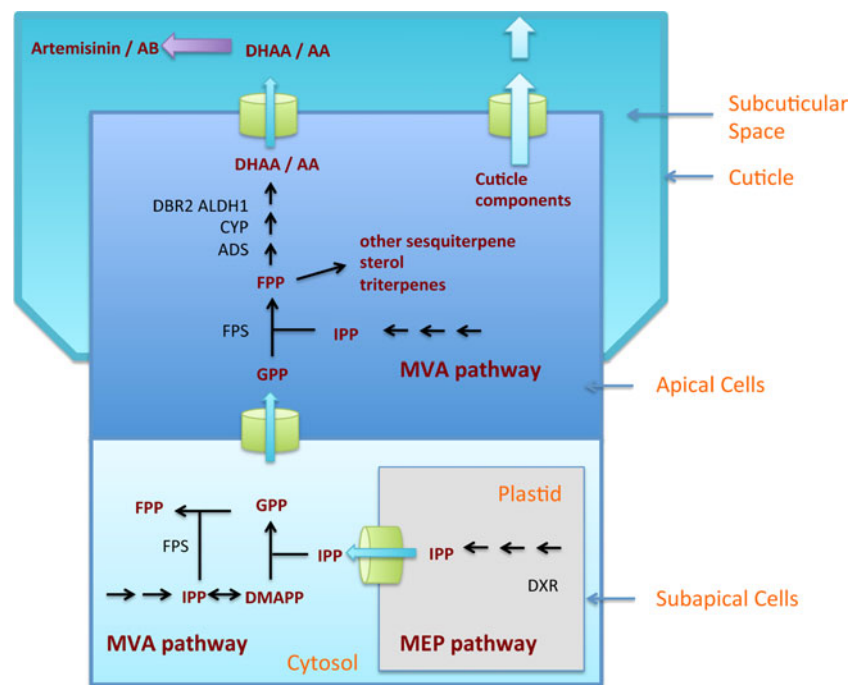 Artemisinin / AB
DHAA / AA
Subcuticular
Space
Cuticle
DHAA / AA
Cuticle
components
DBR2 ALDH1
CYP
ADS
other sesquiterpene
sterol
triterpenes
FPP
FPS
IPP
MVA pathway
GPP
Apical Cells
Plastid
FPP
GPP
FPS
IPP
IPP
DXR
IPP
DMAPP
Subapical Cells
MVA pathway
MEP pathway
Cytosol